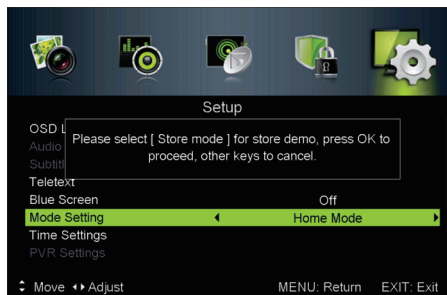 Setup
OSD L
Please select [ Store mode ] for store demo, press OK to
proceed, other keys to cancel.
Audio
Subtitl
Teletext
Blue Screen Off
Mode Setting Home Mode
Time Settings
PVR Settings
Move Adjust MENU: Return EXIT: Exit